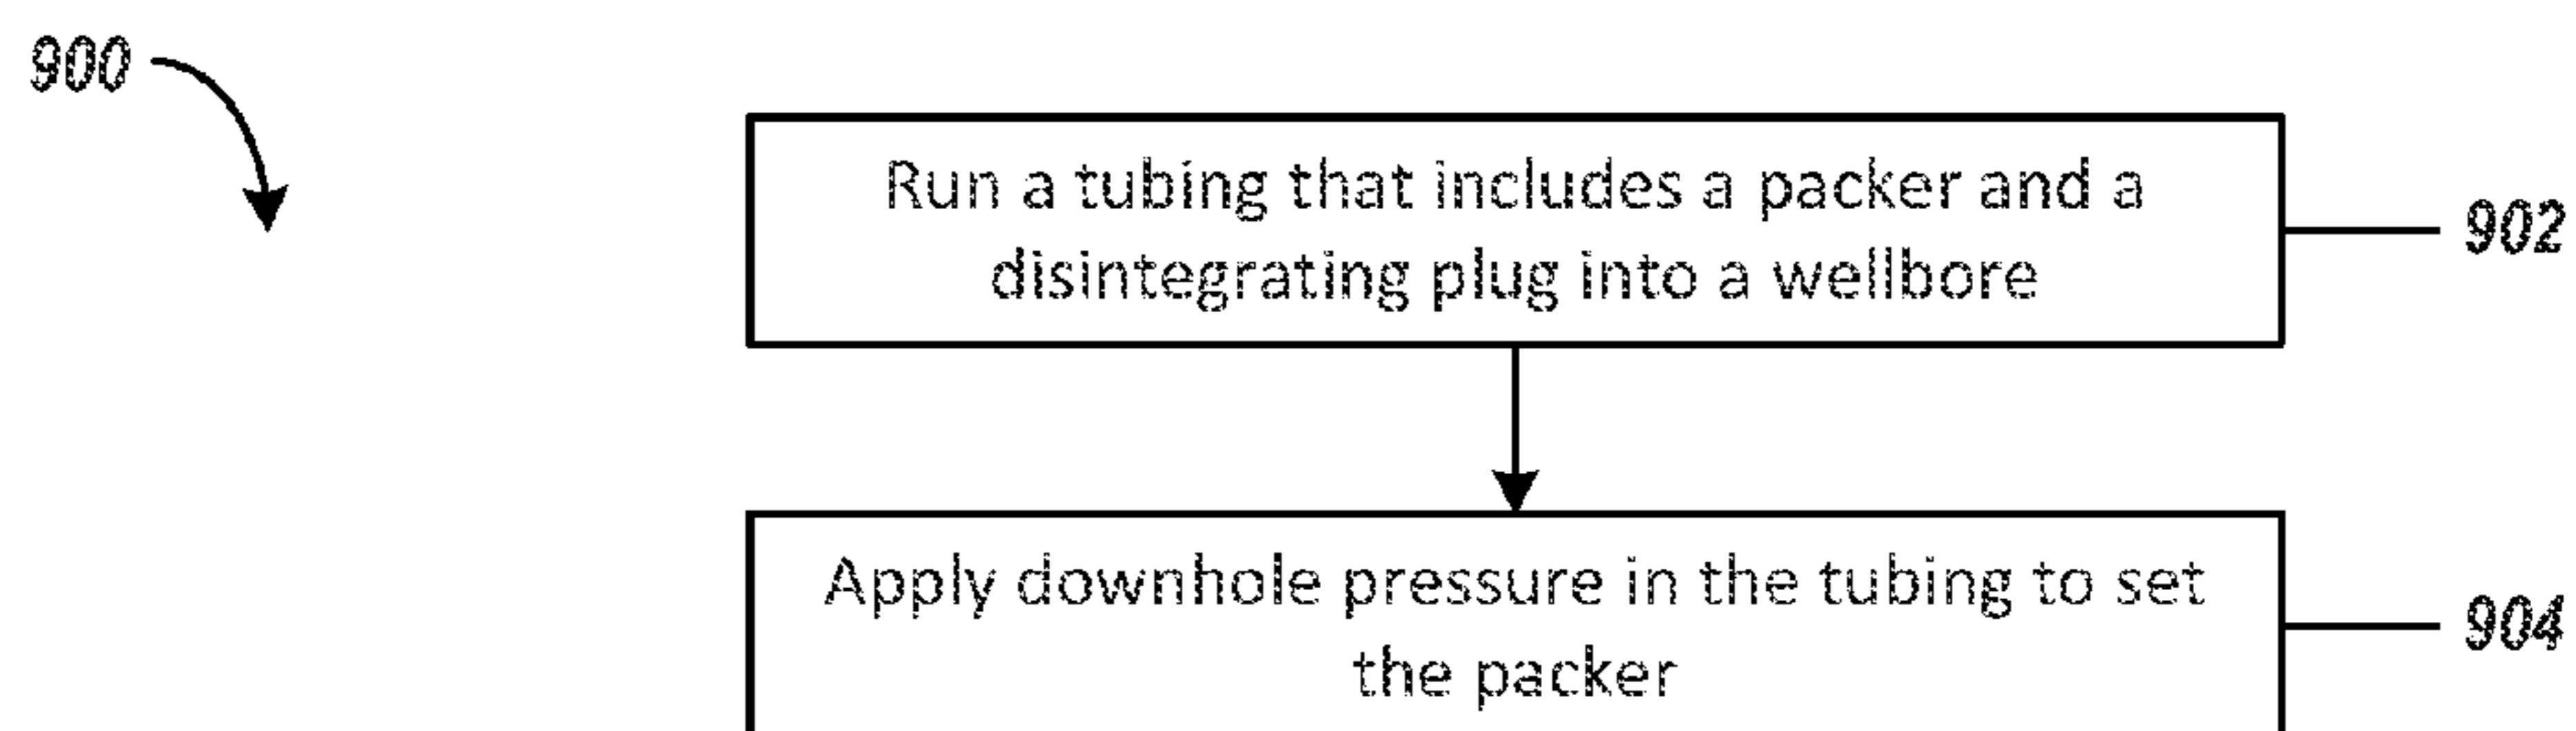 900
Run a tubing that includes a packer and a
disintegrating plug into a wellbore
902
Apply downhole pressure in the tubing to set
the packer
904